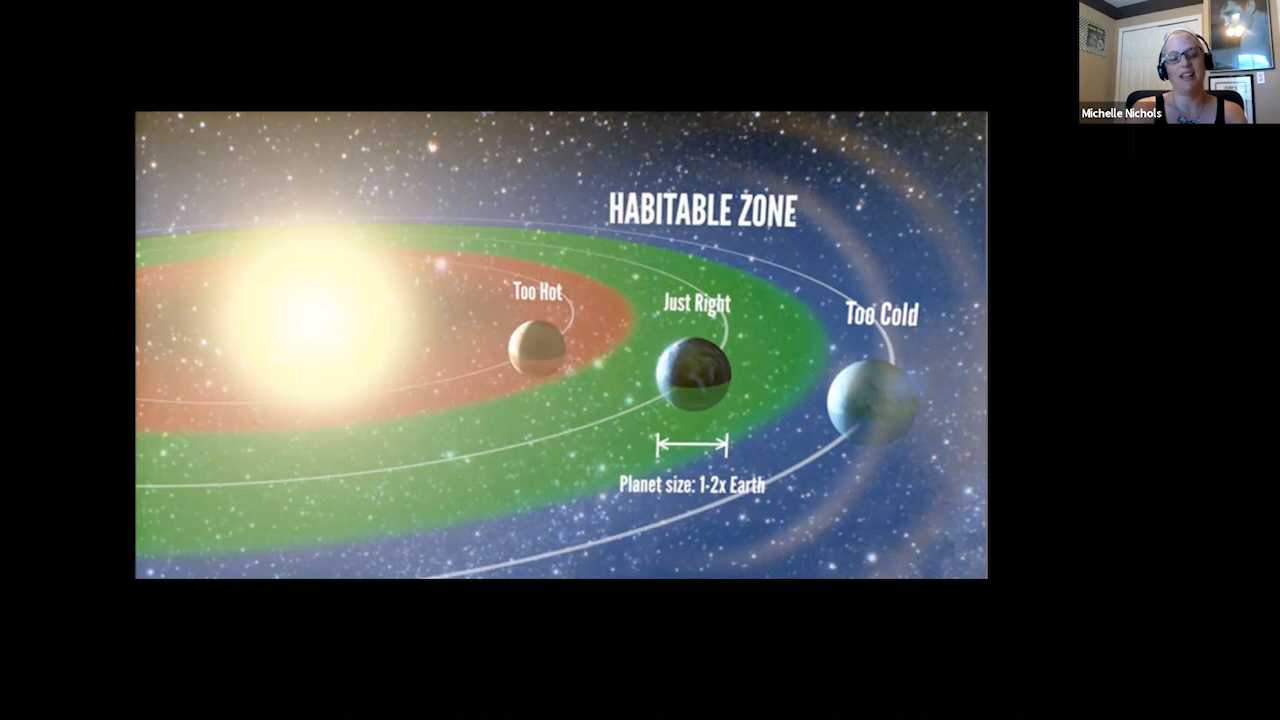 HABITABLE ZONE
Too Hot
Just Right
Too Cold
Planet size: 1-2x Earth
Michelle Nichols